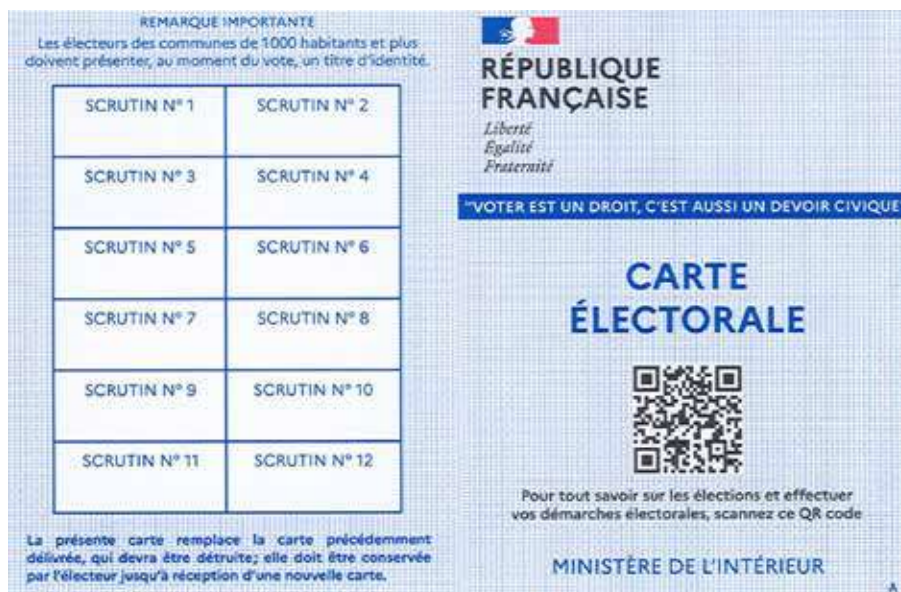 REMARQUE IMPORTANTE
Les électeurs des communes de 1000 habitants et plus
doivent présenter, au moment du vote, un titre d'identité.
SCRUTIN N° 1
SCRUTIN N° 2
SCRUTIN N° 3
SCRUTIN N° 4
SCRUTIN N° 5
SCRUTIN N° 6
SCRUTIN N° 7
SCRUTIN N° 8
SCRUTIN N° 9
SCRUTIN N° 10
SCRUTIN N° 11
SCRUTIN N° 12
La présente carte remplace la carte précédemment
délivrée, qui devra être détruite; elle doit être conservée
par l'électeur jusqu'à réception d'une nouvelle carte.
RÉPUBLIQUE
FRANÇAISE
Liberté
Égalité
Fraternité
"VOTER EST UN DROIT, C'EST AUSSI UN DEVOIR CIVIQUE"
CARTE
ÉLECTORALE
Pour tout savoir sur les élections et effectuer
vos démarches électorales, scannez ce QR code
MINISTÈRE DE L'INTÉRIEUR
A